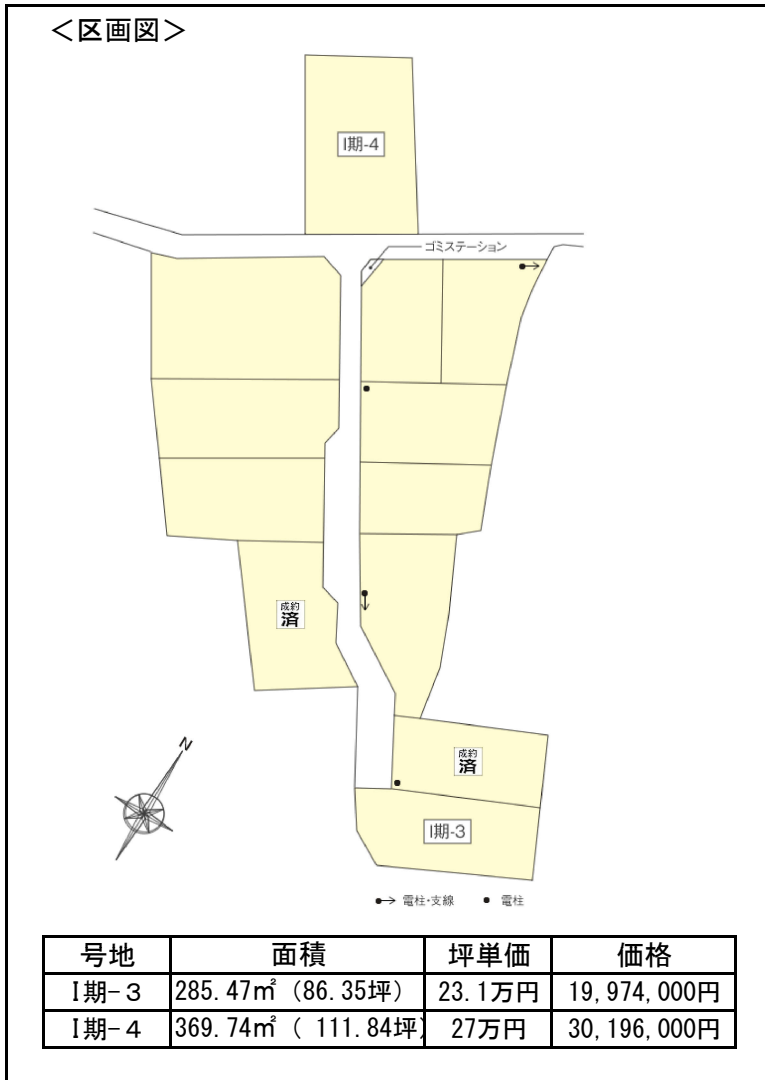 ＜区画図＞
Ⅰ期-4
ゴミステーション
成約
済
N
成約
済
Ⅰ期-3
電柱・支線 電柱
号地 面積 坪単価 価格
Ⅰ期-3 285.47㎡（86.35坪） 23.1万円 19,974,000円
Ⅰ期-4 369.74㎡（ 111.84坪） 27万円 30,196,000円